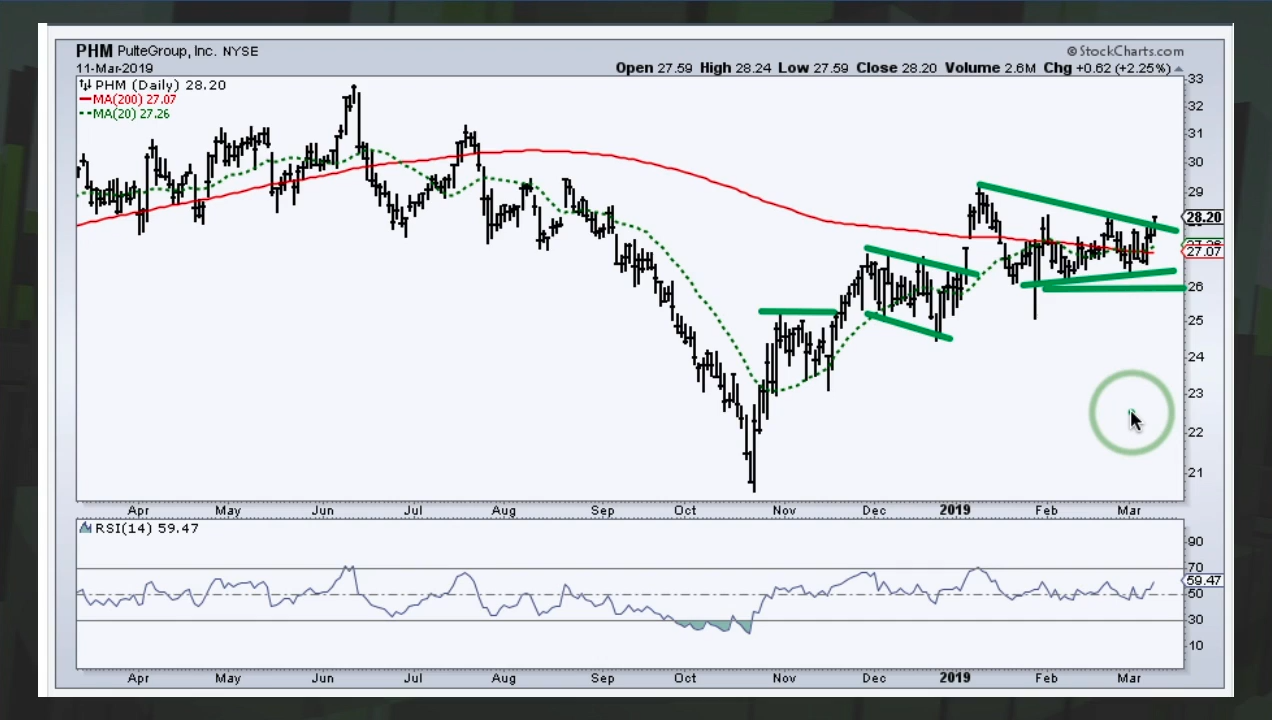 PHM PulteGroup, Inc. NYSE
© StockCharts.com
11-Mar-2019
Open 27.59 High 28.24 Low 27.59 Close 28.20 Volume 2.6M Chg +0.62 (+2.25%)
PHM (Daily) 28.20
MA(200) 27.07
MA(20) 27.26
33
32
31
30
29
28.20
28
27.07
26
25
24
23
22
21
Apr May Jun Jul Aug Sep Oct Nov Dec 2019 Feb Mar
RSI(14) 59.47
90
70
59.47
50
30
10
Apr May Jun Jul Aug Sep Oct Nov Dec 2019 Feb Mar